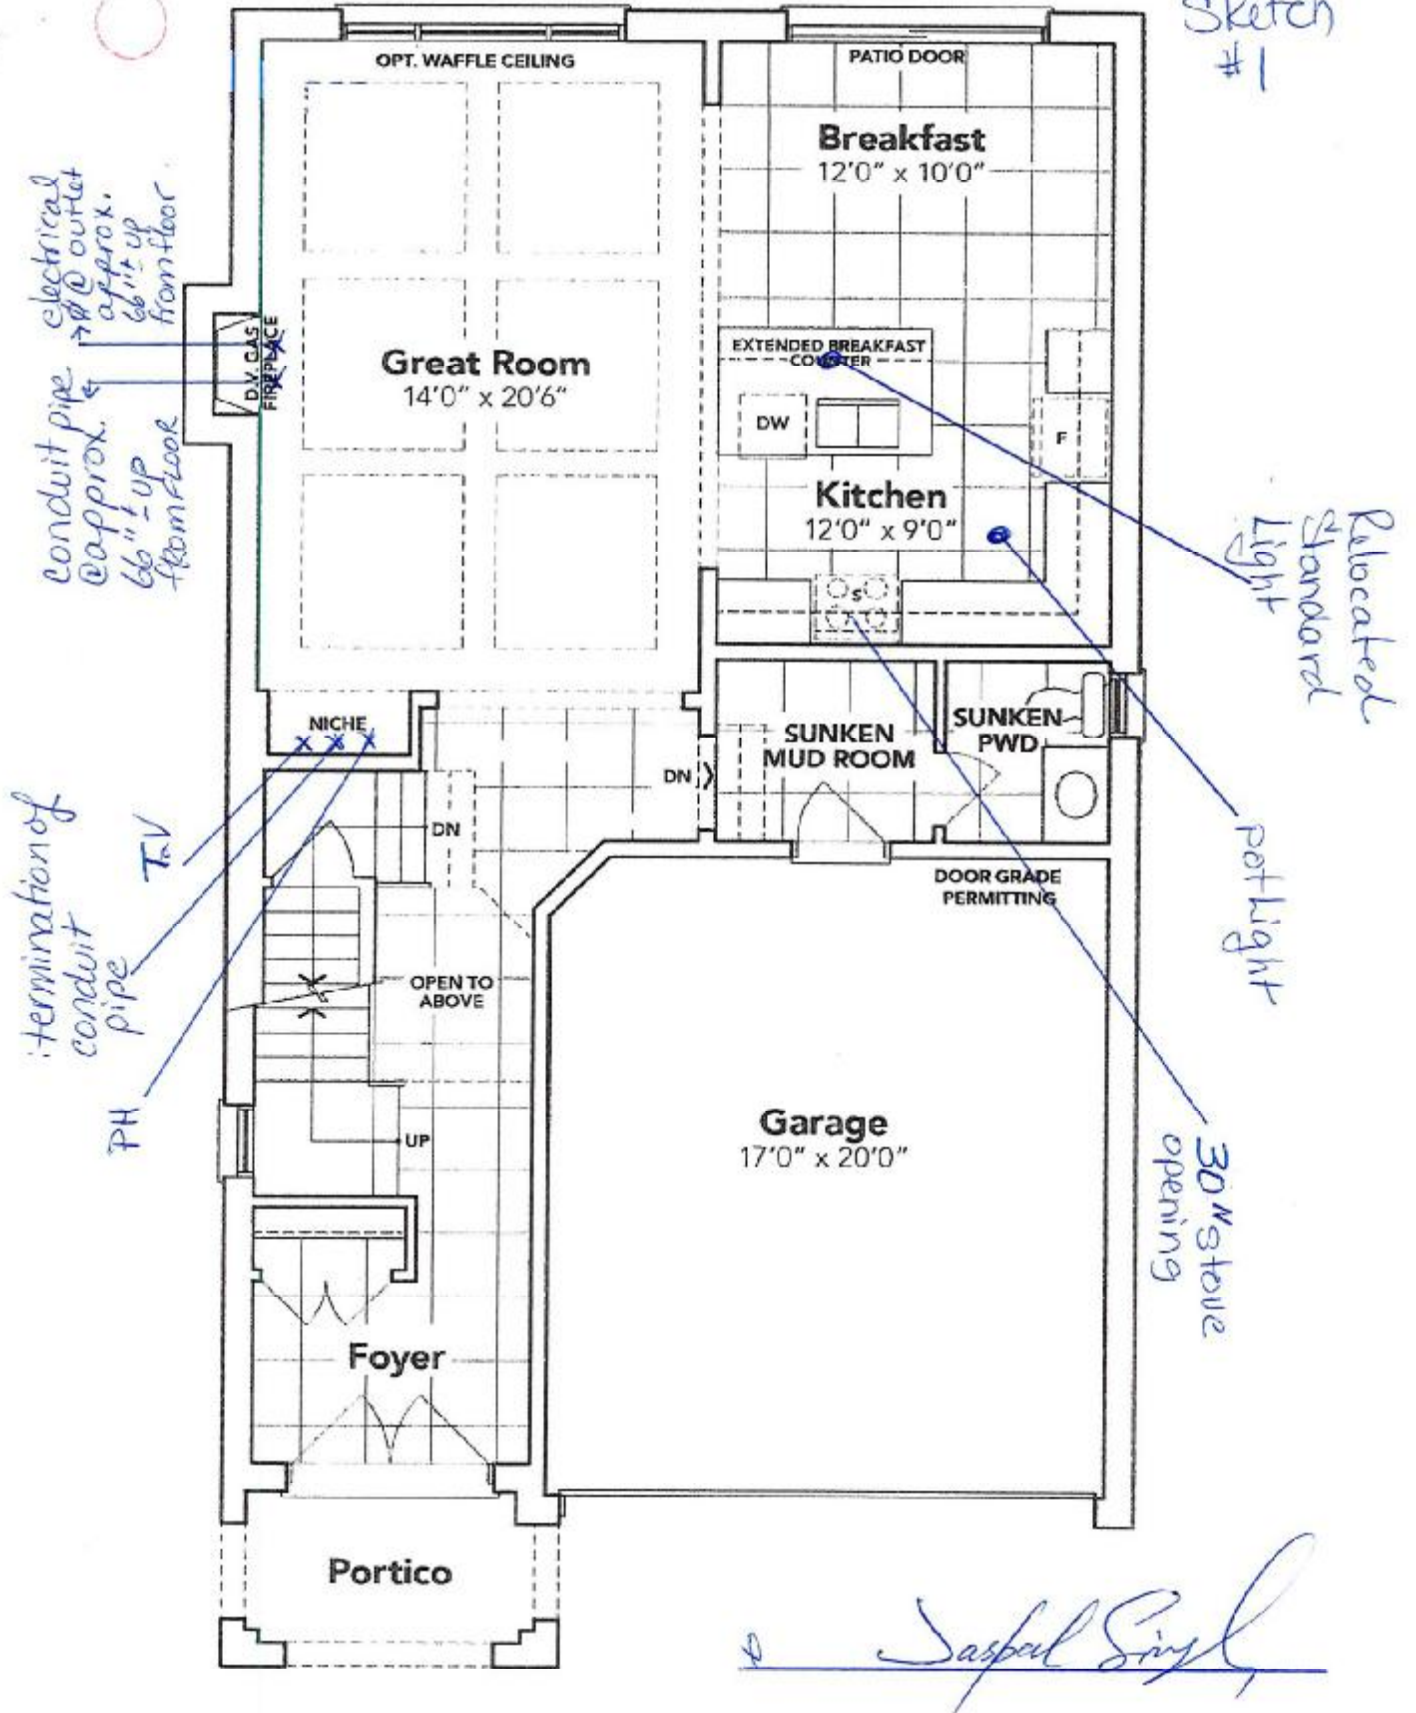 Sketch
#1
OPT. WAFFLE CEILING
PATIO DOOR
Breakfast
12'0" x 10'0"
electrical
outlet
approx.
66"± up
from floor.
D.V. GAS
FIREPLACE
Great Room
14'0" x 20'6"
EXTENDED BREAKFAST
COUNTER
DW
F
conduit pipe
@approx.
66"± up
from FLOOR
Kitchen
12'0" x 9'0"
S
Relocated
Standard
Light
NICHE
SUNKEN
MUD ROOM
SUNKEN
PWD
DN
DN
T.V
termination of
conduit
pipe
PH
pot Light
DOOR GRADE
PERMITTING
OPEN TO
ABOVE
UP
Garage
17'0" x 20'0"
30" stove
opening
Foyer
Portico
Jaspal Singh